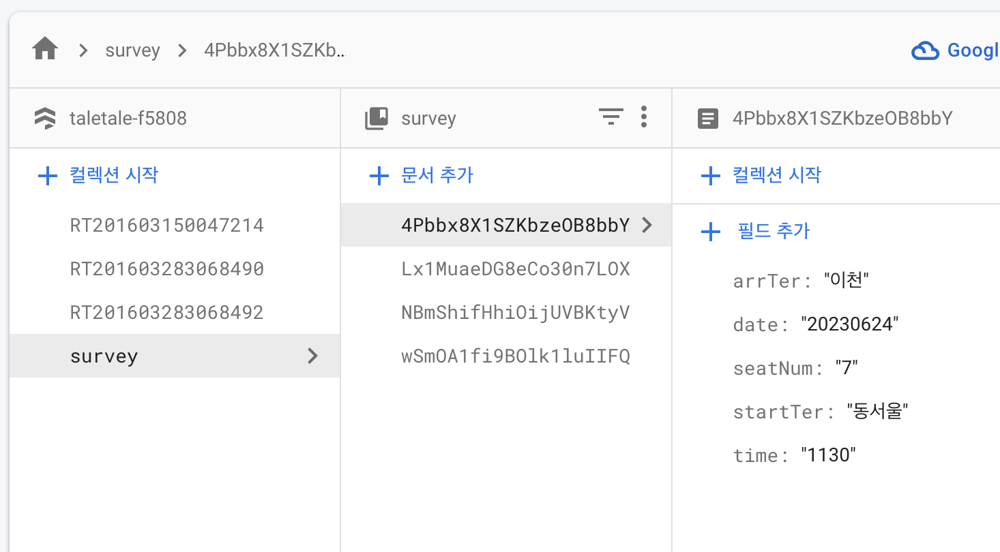 survey
4Pbbx8X1SZKb...
Googl
taletale-f5808
컬렉션 시작
RT201603150047214
RT201603283068490
RT201603283068492
survey
survey
문서 추가
4Pbbx8X1SZKbzeOB8bbY
Lx1MuaeDG8eCo30n7LOX
NBmShifHhiOijUVBKtyV
wSmOA1fi9BOlk1luIIFQ
4Pbbx8X1SZKbzeOB8bbY
컬렉션 시작
필드 추가
arrTer: "이천"
date: "20230624"
seatNum: "7"
startTer: "동서울"
time: "1130"